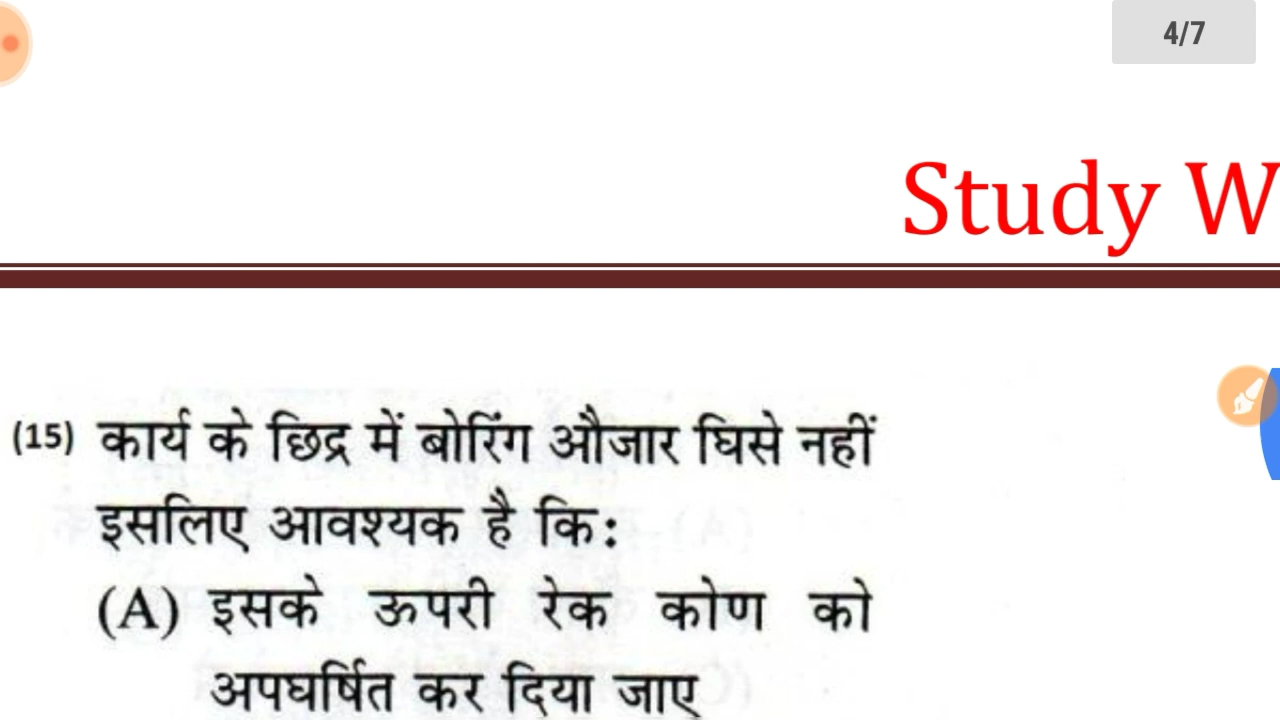 4/7
Study W
(15) कार्य के छिद्र में बोरिंग औजार घिसे नहीं
इसलिए आवश्यक है कि:
(A) इसके ऊपरी रेक कोण को
अपघर्षित कर दिया जाए